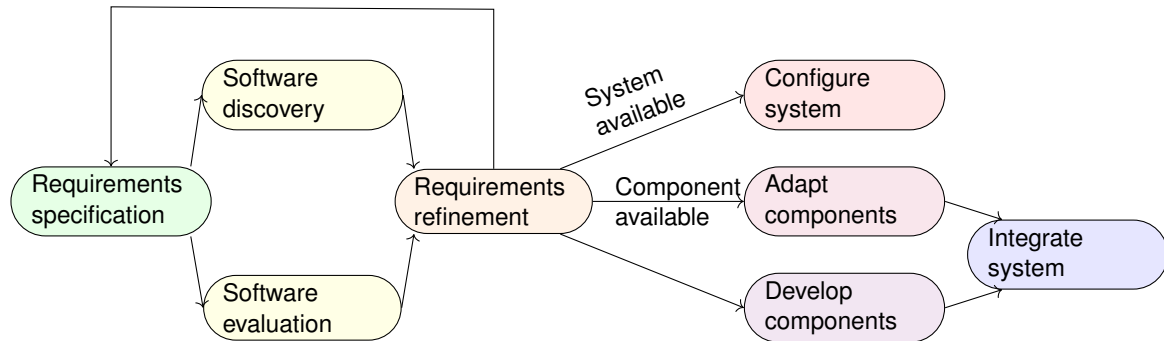 Software
discovery
System
available
Configure
system
Requirements
specification
Requirements
refinement
Component
available
Adapt
components
Integrate
system
Software
evaluation
Develop
components